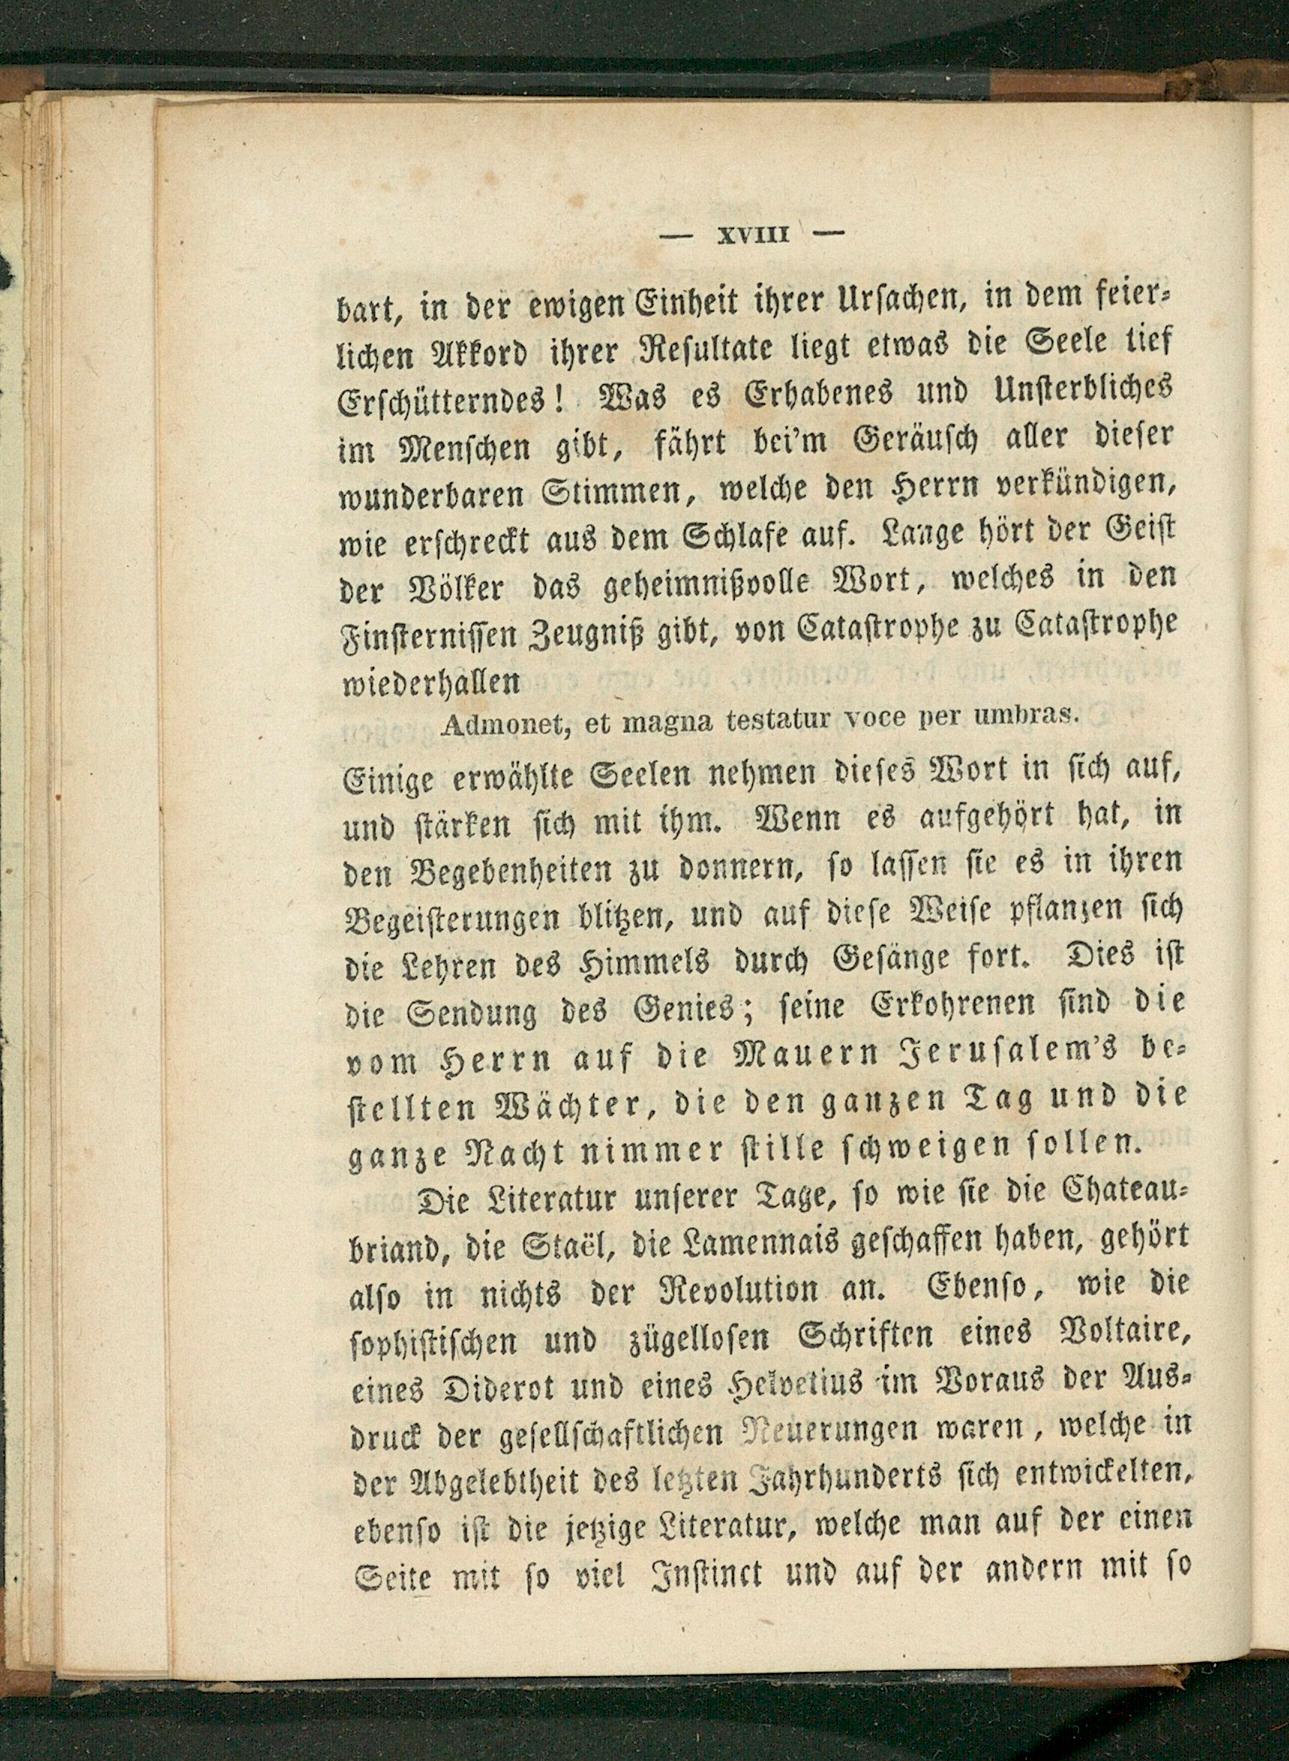 — XVIII —
bart, in der ewigen Einheit ihrer Ursachen, in dem feier-
lichen Akkord ihrer Resultate liegt etwas die Seele tief
Erschütterndes! Was es Erhabenes und Unsterbliches
im Menschen gibt, fährt bei'm Geräusch aller dieser
wunderbaren Stimmen, welche den Herrn verkündigen,
wie erschreckt aus dem Schlafe auf. Lange hört der Geist
der Völker das geheimnißvolle Wort, welches in den
Finsternissen Zeugniß gibt, von Catastrophe zu Catastrophe
wiederhallen
Admonet, et magna testatur voce per umbras.
Einige erwählte Seelen nehmen dieses Wort in sich auf,
und stärken sich mit ihm. Wenn es aufgehört hat, in
den Begebenheiten zu donnern, so lassen sie es in ihren
Begeisterungen blitzen, und auf diese Weise pflanzen sich
die Lehren des Himmels durch Gesänge fort. Dies ist
die Sendung des Genies; seine Erkohrenen sind die
vom Herrn auf die Mauern Jerusalem's be-
stellten Wächter, die den ganzen Tag und die
ganze Nacht nimmer stille schweigen sollen.
Die Literatur unserer Tage, so wie sie die Chateau-
briand, die Staël, die Lamennais geschaffen haben, gehört
also in nichts der Revolution an. Ebenso, wie die
sophistischen und zügellosen Schriften eines Voltaire,
eines Diderot und eines Helvetius im Voraus der Aus-
druck der gesellschaftlichen Neuerungen waren, welche in
der Abgelebtheit des letzten Jahrhunderts sich entwickelten,
ebenso ist die jetzige Literatur, welche man auf der einen
Seite mit so viel Instinct und auf der andern mit so